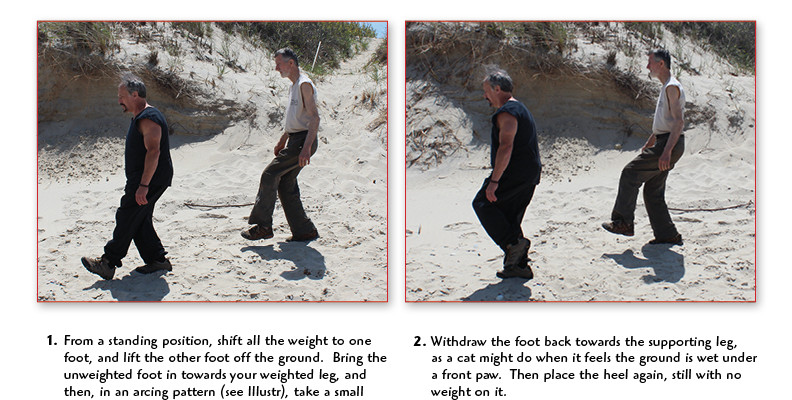 1. From a standing position, shift all the weight to one
foot, and lift the other foot off the ground. Bring the
unweighted foot in towards your weighted leg, and
then, in an arcing pattern (see Illustr), take a small
2. Withdraw the foot back towards the supporting leg,
as a cat might do when it feels the ground is wet under
a front paw. Then place the heel again, still with no
weight on it.